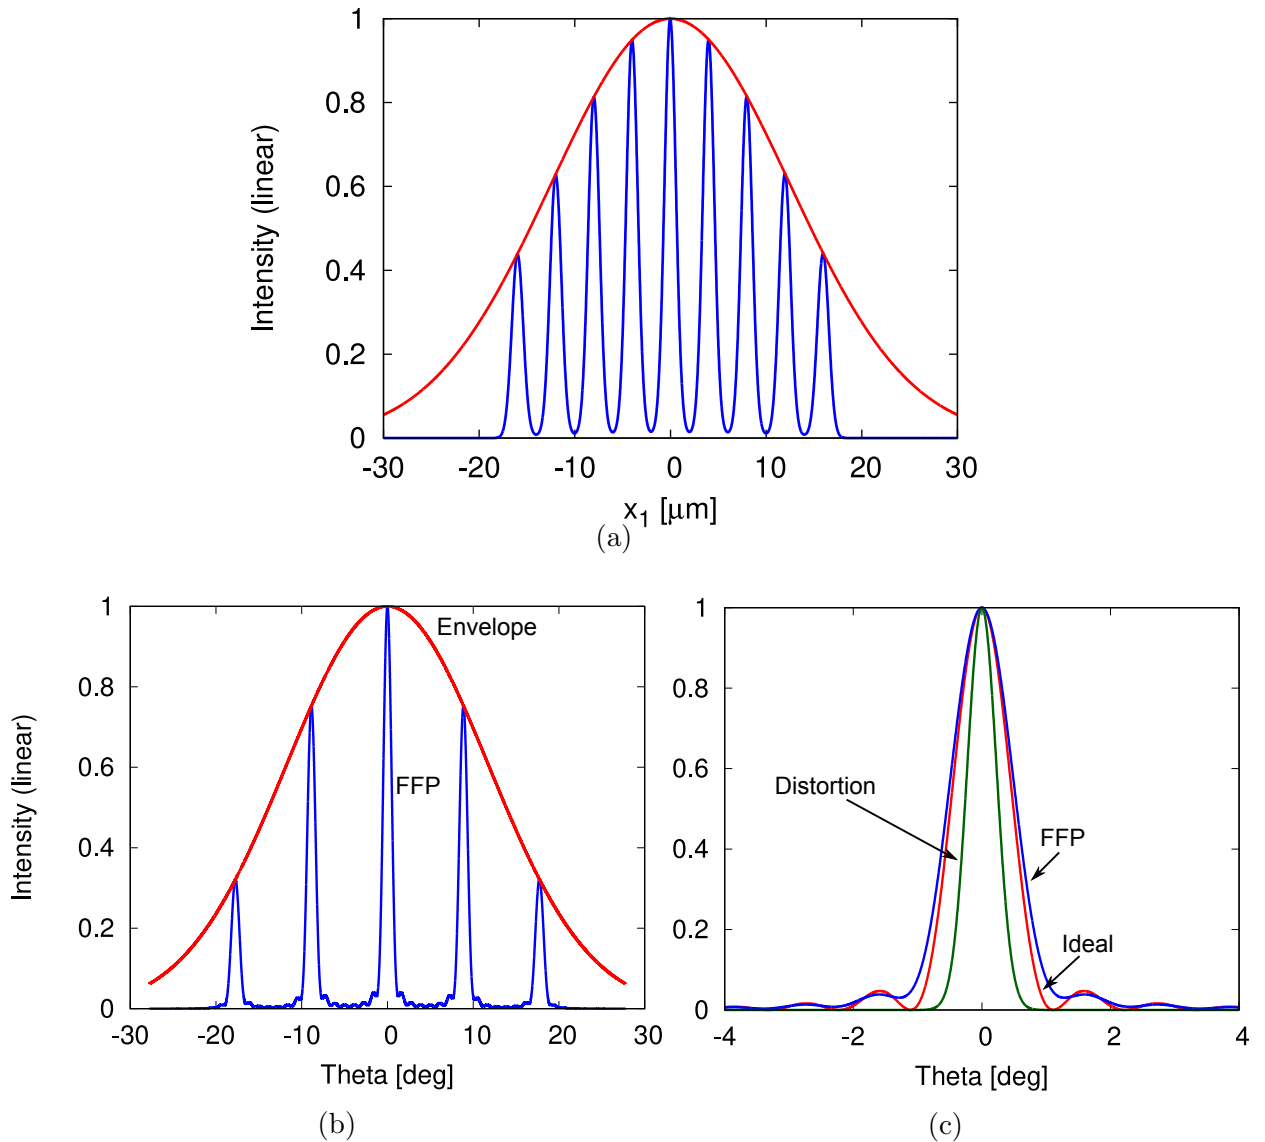 Intensity (linear)
1
0.8
0.6
0.4
0.2
0
-30
-20
-10
0
10
20
30
x1 [μm]
(a)
Intensity (linear)
1
0.8
0.6
0.4
0.2
0
Envelope
FFP
-30
-20
-10
0
10
20
30
Theta [deg]
(b)
1
0.8
0.6
0.4
0.2
0
Distortion
FFP
Ideal
-4
-2
0
2
4
Theta [deg]
(c)